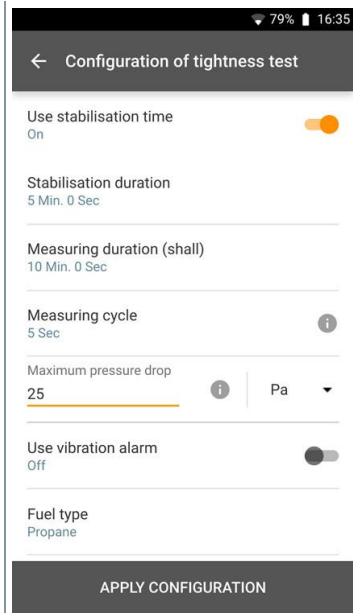 79% 16:35
Configuration of tightness test
Use stabilisation time
On
Stabilisation duration
5 Min. 0 Sec
Measuring duration (shall)
10 Min. 0 Sec
Measuring cycle
5 Sec
Maximum pressure drop
25 Pa
Use vibration alarm
Off
Fuel type
Propane
APPLY CONFIGURATION